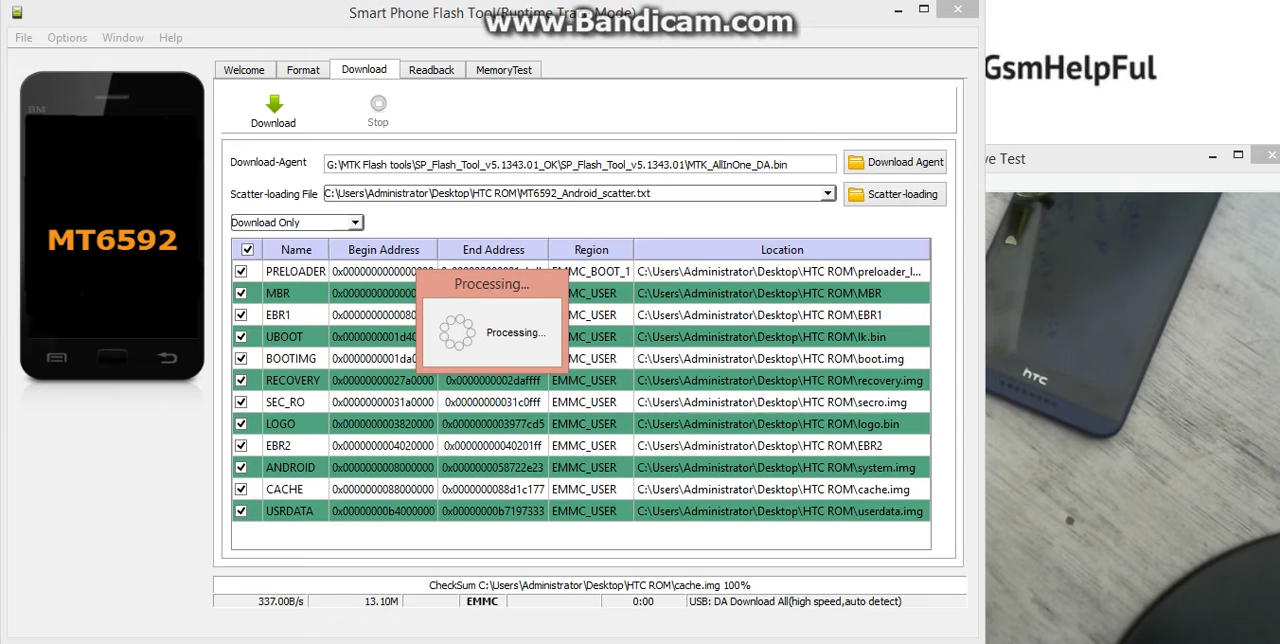 Smart Phone Flash Tool(Runtime Trace Mode)
www.Bandicam.com
File Options Window Help
GsmHelpFul
BM
MT6592
Welcome Format Download Readback MemoryTest
Download Stop
ve Test
Download-Agent G:\MTK Flash tools\SP_Flash_Tool_v5.1343.01_OK\SP_Flash_Tool_v5.1343.01\MTK_AllInOne_DA.bin Download Agent
Scatter-loading File C:\Users\Administrator\Desktop\HTC ROM\MT6592_Android_scatter.txt Scatter-loading
Download Only
Name Begin Address End Address Region Location
PRELOADER 0x0000000000000 EMMC_BOOT_1 C:\Users\Administrator\Desktop\HTC ROM\preloader_l...
MBR 0x0000000000000 EMMC_USER C:\Users\Administrator\Desktop\HTC ROM\MBR
EBR1 0x0000000000080 EMMC_USER C:\Users\Administrator\Desktop\HTC ROM\EBR1
UBOOT 0x0000000001d40 EMMC_USER C:\Users\Administrator\Desktop\HTC ROM\lk.bin
BOOTIMG 0x0000000001da0 EMMC_USER C:\Users\Administrator\Desktop\HTC ROM\boot.img
RECOVERY 0x00000000027a0000 0x0000000002daffff EMMC_USER C:\Users\Administrator\Desktop\HTC ROM\recovery.img
SEC_RO 0x00000000031a0000 0x00000000031c0fff EMMC_USER C:\Users\Administrator\Desktop\HTC ROM\secro.img
LOGO 0x0000000003820000 0x0000000003977cd5 EMMC_USER C:\Users\Administrator\Desktop\HTC ROM\logo.bin
EBR2 0x0000000004020000 0x00000000040201ff EMMC_USER C:\Users\Administrator\Desktop\HTC ROM\EBR2
ANDROID 0x0000000008000000 0x0000000058722e23 EMMC_USER C:\Users\Administrator\Desktop\HTC ROM\system.img
CACHE 0x0000000088000000 0x0000000088d1c177 EMMC_USER C:\Users\Administrator\Desktop\HTC ROM\cache.img
USRDATA 0x00000000b4000000 0x00000000b7197333 EMMC_USER C:\Users\Administrator\Desktop\HTC ROM\userdata.img
Processing...
Processing...
hTC
CheckSum C:\Users\Administrator\Desktop\HTC ROM\cache.img 100%
337.00B/s 13.10M EMMC 0:00 USB: DA Download All(high speed,auto detect)